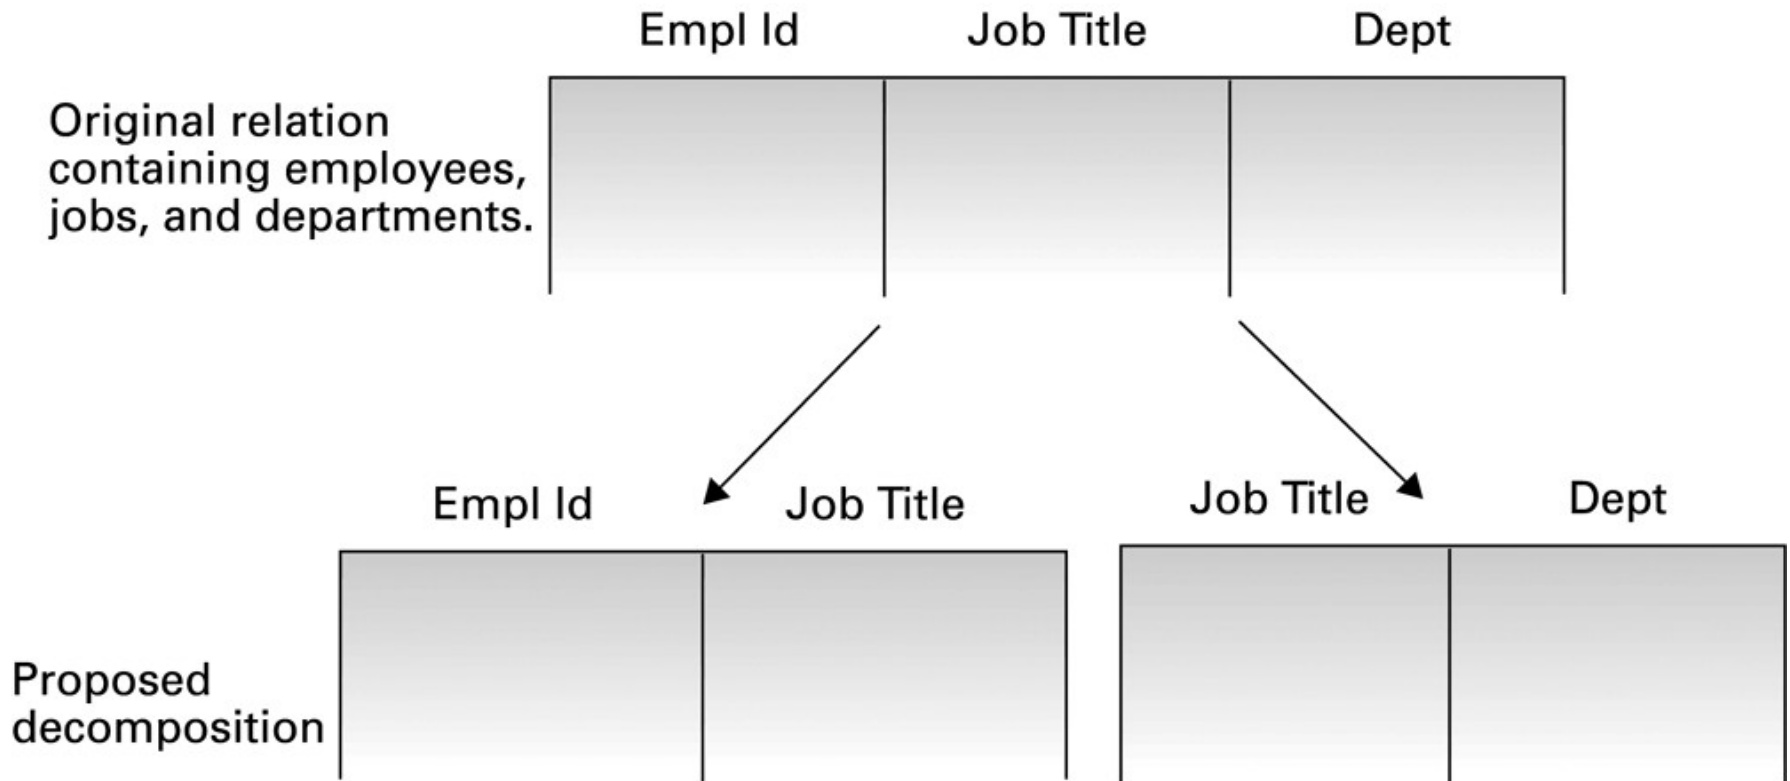 Empl Id Job Title Dept
Original relation
containing employees,
jobs, and departments.
Empl Id Job Title Job Title Dept
Proposed
decomposition